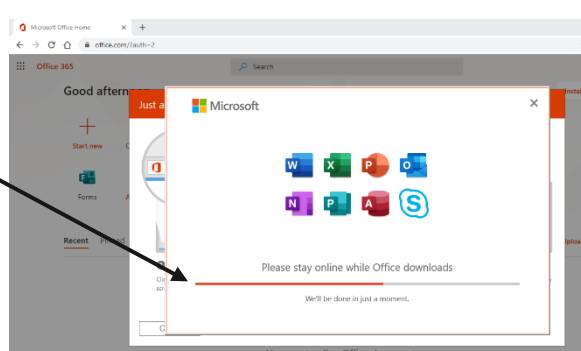 Microsoft Office Home
office.com/?auth=2
Office 365
Search
Good aftern
Instal
Just a
Microsoft
Start new
W X P O
N P A S
Forms
Recent
Please stay online while Office downloads
We'll be done in just a moment.